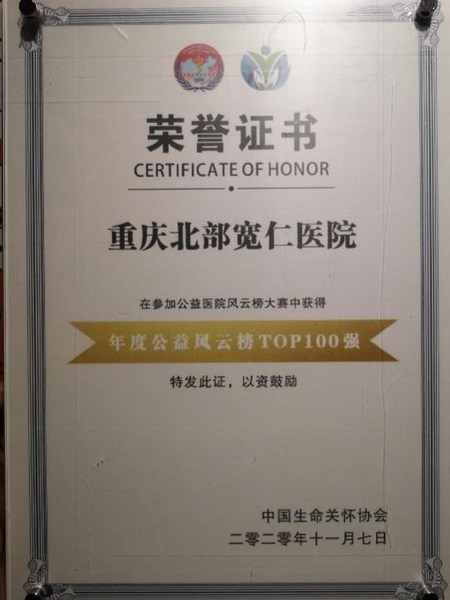 荣誉证书
CERTIFICATE OF HONOR
重庆北部宽仁医院
在参加公益医院风云榜大赛中获得
年度公益风云榜TOP100强
特发此证，以资鼓励
中国生命关怀协会
二零二零年十一月七日